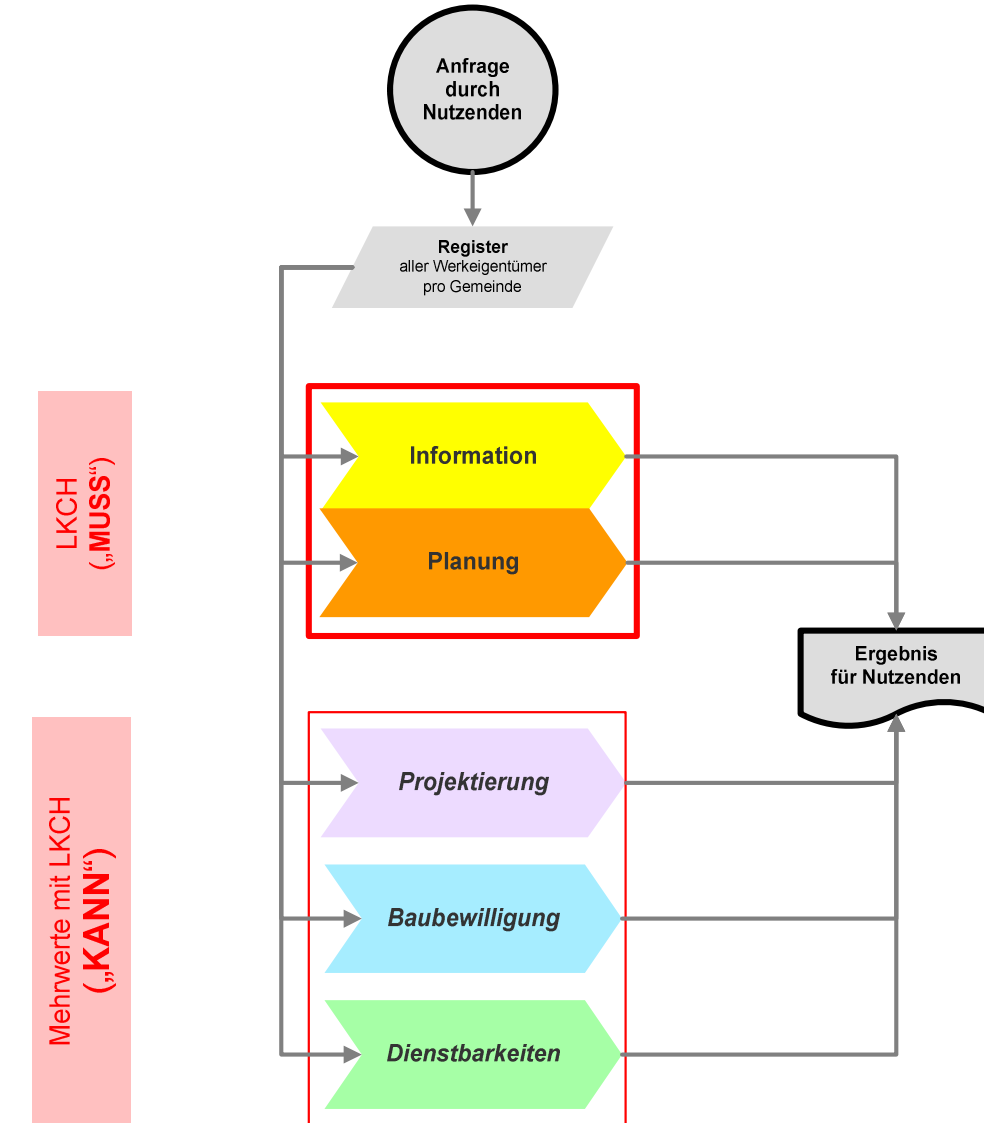 Anfrage
durch
Nutzenden
Register
aller Werkeigentümer
pro Gemeinde
LKCH
(„MUSS“)
Information
Planung
Ergebnis
für Nutzenden
Mehrwerte mit LKCH
(„KANN“)
Projektierung
Baubewilligung
Dienstbarkeiten